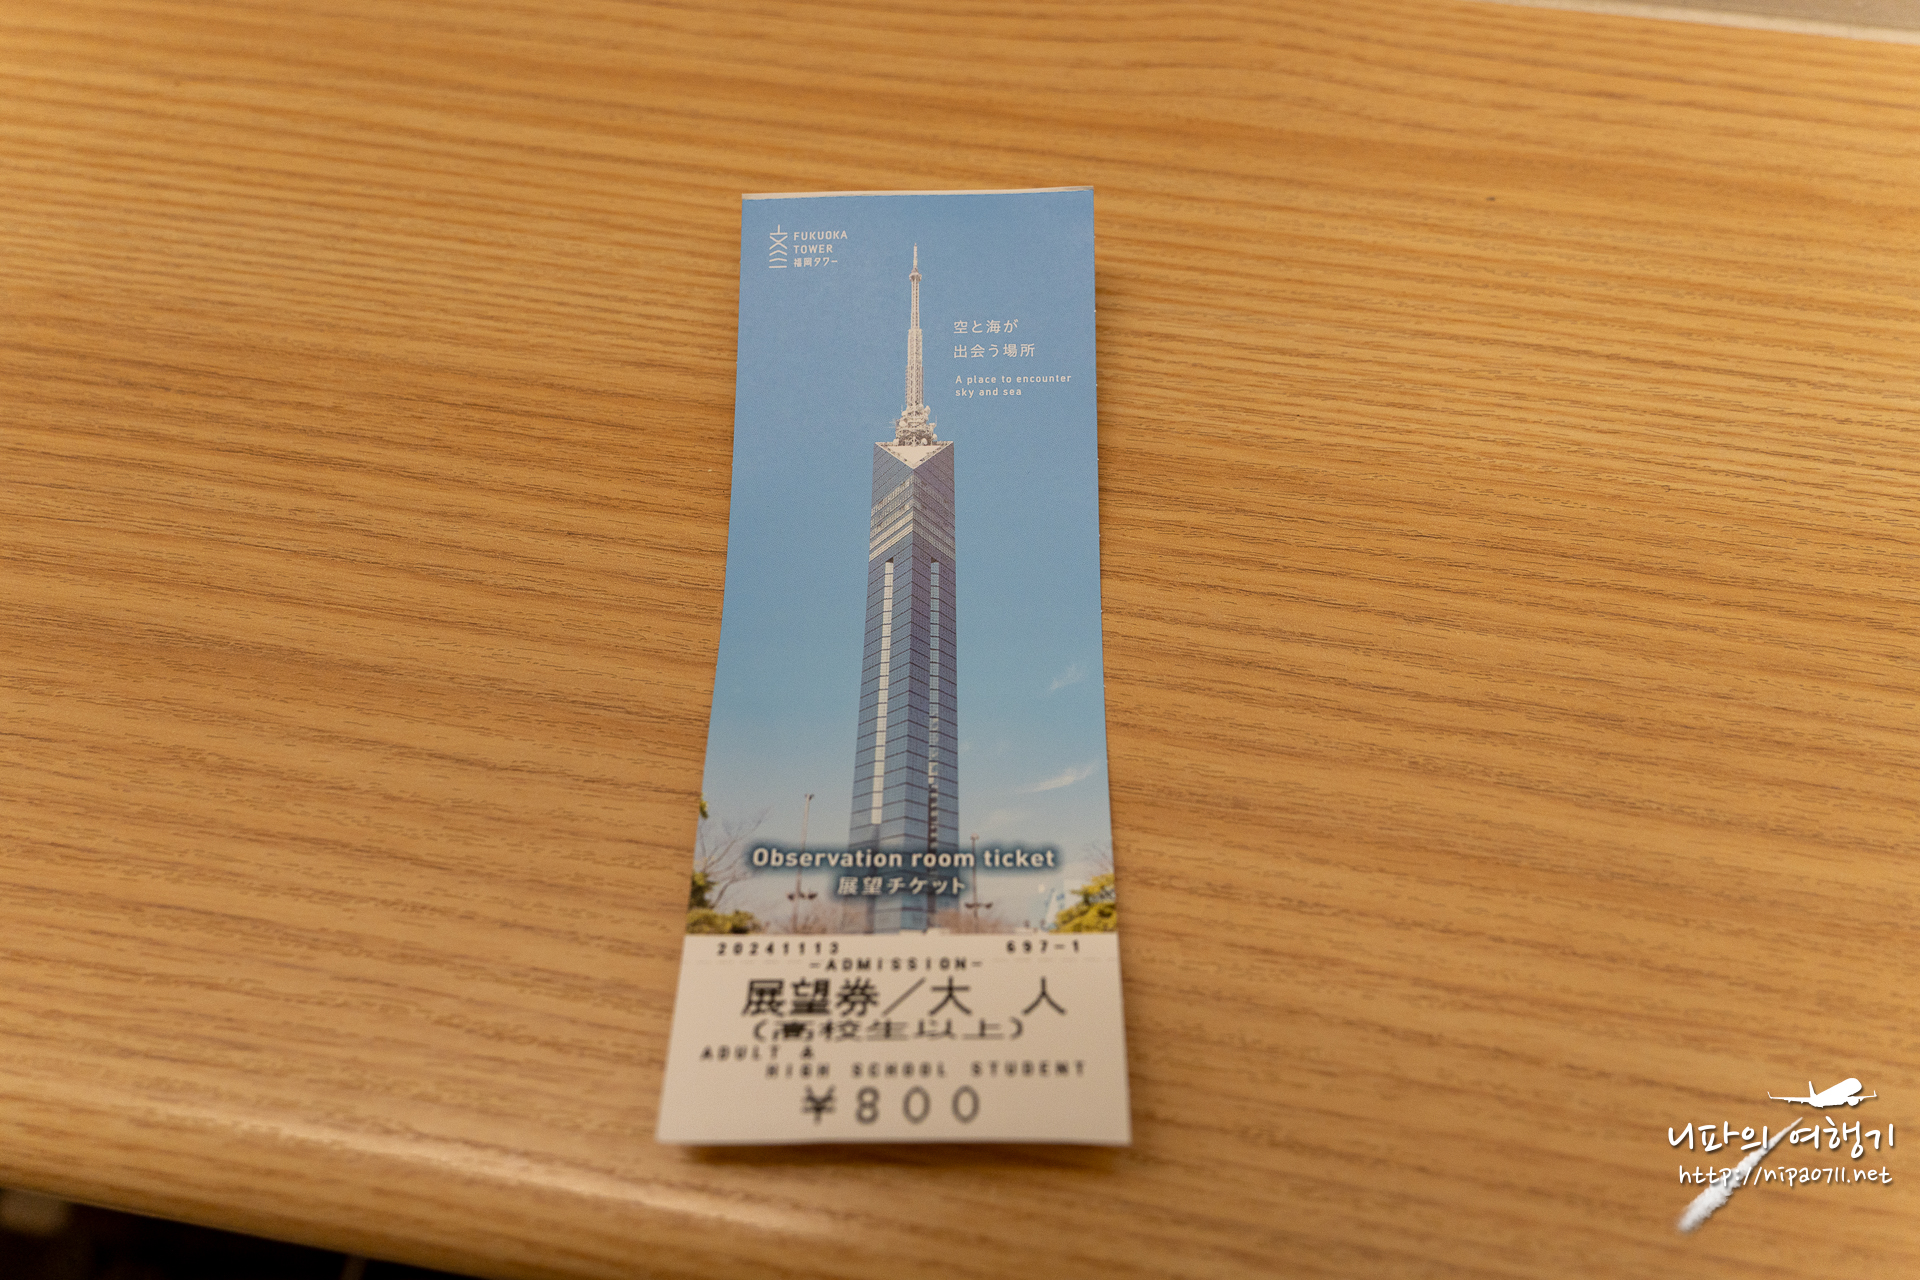 FUKUOKA
TOWER
福岡タワー
空と海が
出会う場所
A place to encounter
sky and sea
Observation room ticket
展望チケット
20241113 697-1
-ADMISSION-
展望券／大 人
(高校生以上)
ADULT &
HIGH SCHOOL STUDENT
¥800
니파의 여행기
http://nipa0711.net